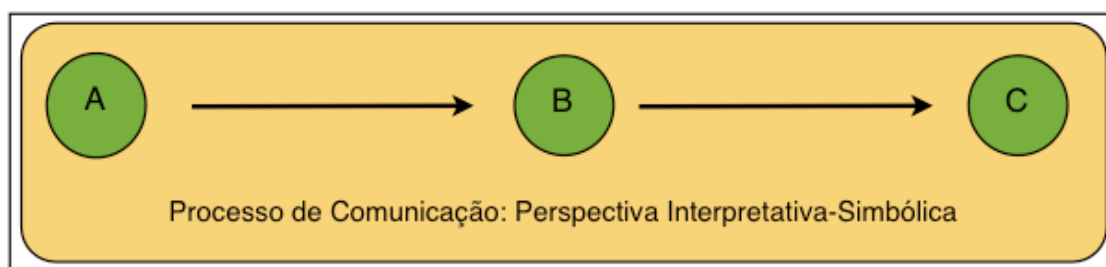 A B C
Processo de Comunicação: Perspectiva Interpretativa-Simbólica